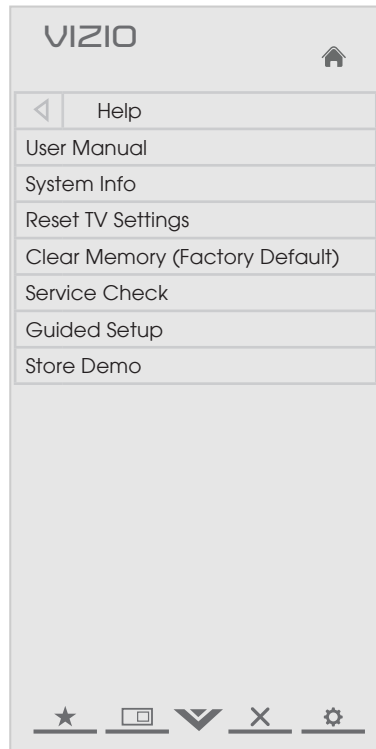 VIZIO
Help
User Manual
System Info
Reset TV Settings
Clear Memory (Factory Default)
Service Check
Guided Setup
Store Demo